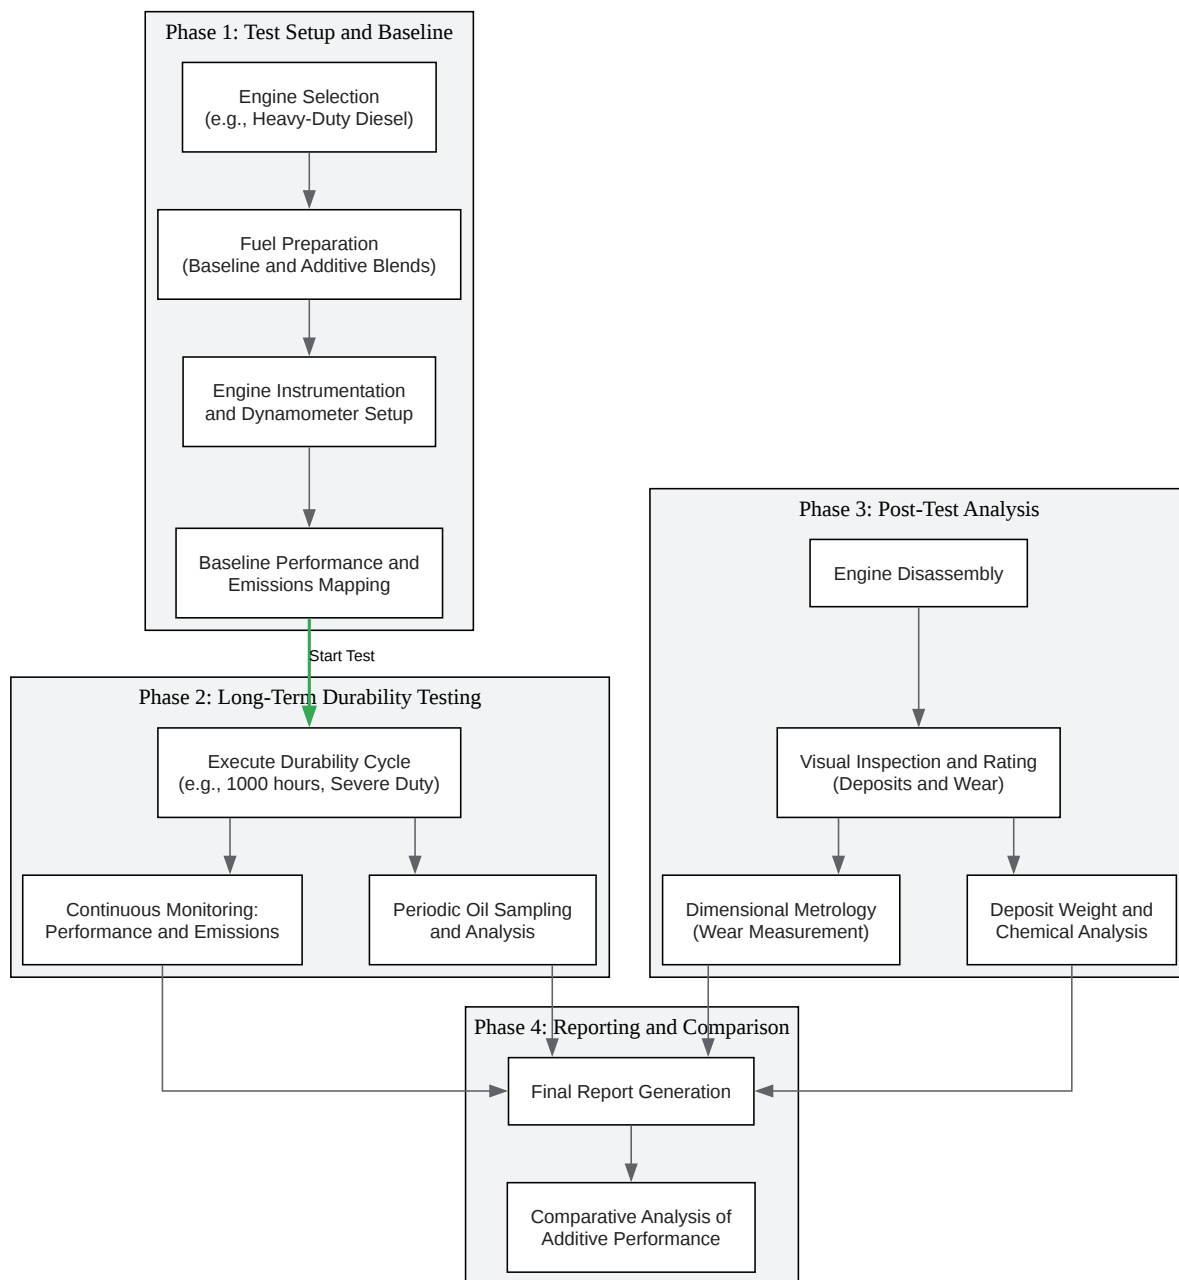 Phase 1: Test Setup and Baseline
Engine Selection
(e.g., Heavy-Duty Diesel)
Fuel Preparation
(Baseline and Additive Blends)
Engine Instrumentation
and Dynamometer Setup
Baseline Performance and
Emissions Mapping
Start Test
Phase 2: Long-Term Durability Testing
Execute Durability Cycle
(e.g., 1000 hours, Severe Duty)
Continuous Monitoring:
Performance and Emissions
Periodic Oil Sampling
and Analysis
Phase 3: Post-Test Analysis
Engine Disassembly
Visual Inspection and Rating
(Deposits and Wear)
Dimensional Metrology
(Wear Measurement)
Deposit Weight and
Chemical Analysis
Phase 4: Reporting and Comparison
Final Report Generation
Comparative Analysis of
Additive Performance